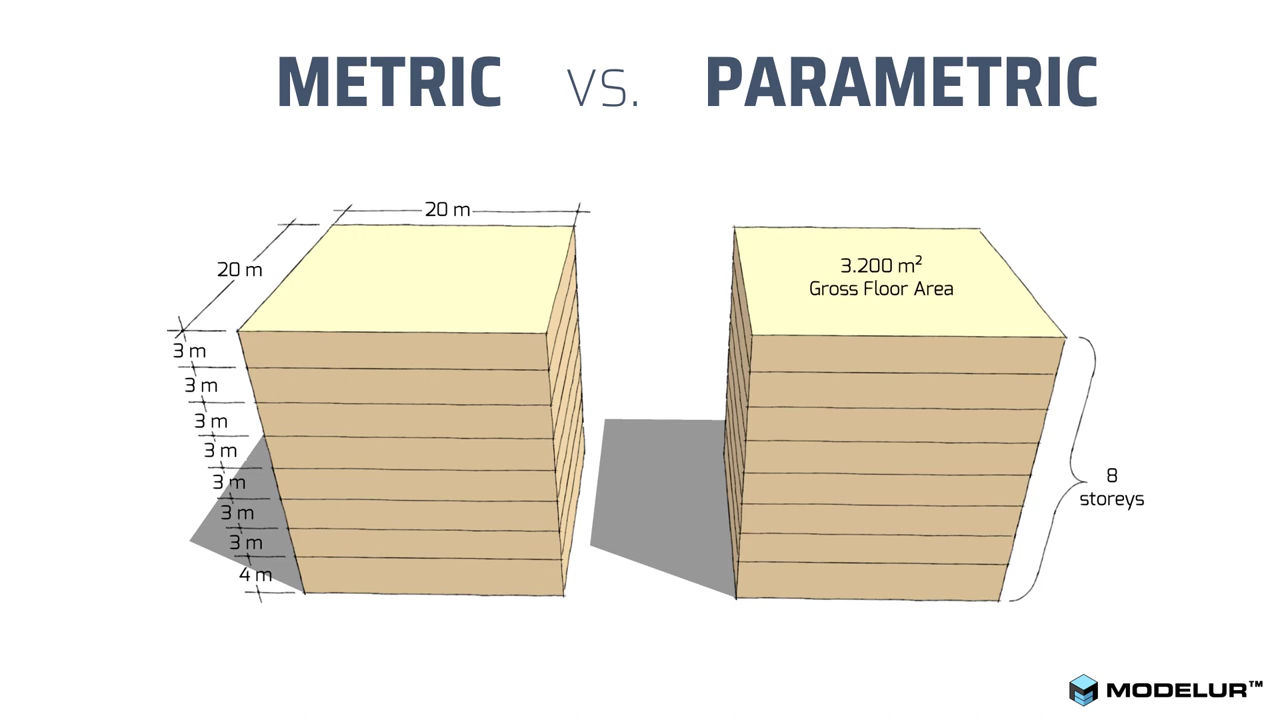 METRIC VS. PARAMETRIC
20 m
20 m
3 m
3 m
3 m
3 m
3 m
3 m
3 m
4 m
3.200 m²
Gross Floor Area
8
storeys
MODELUR™